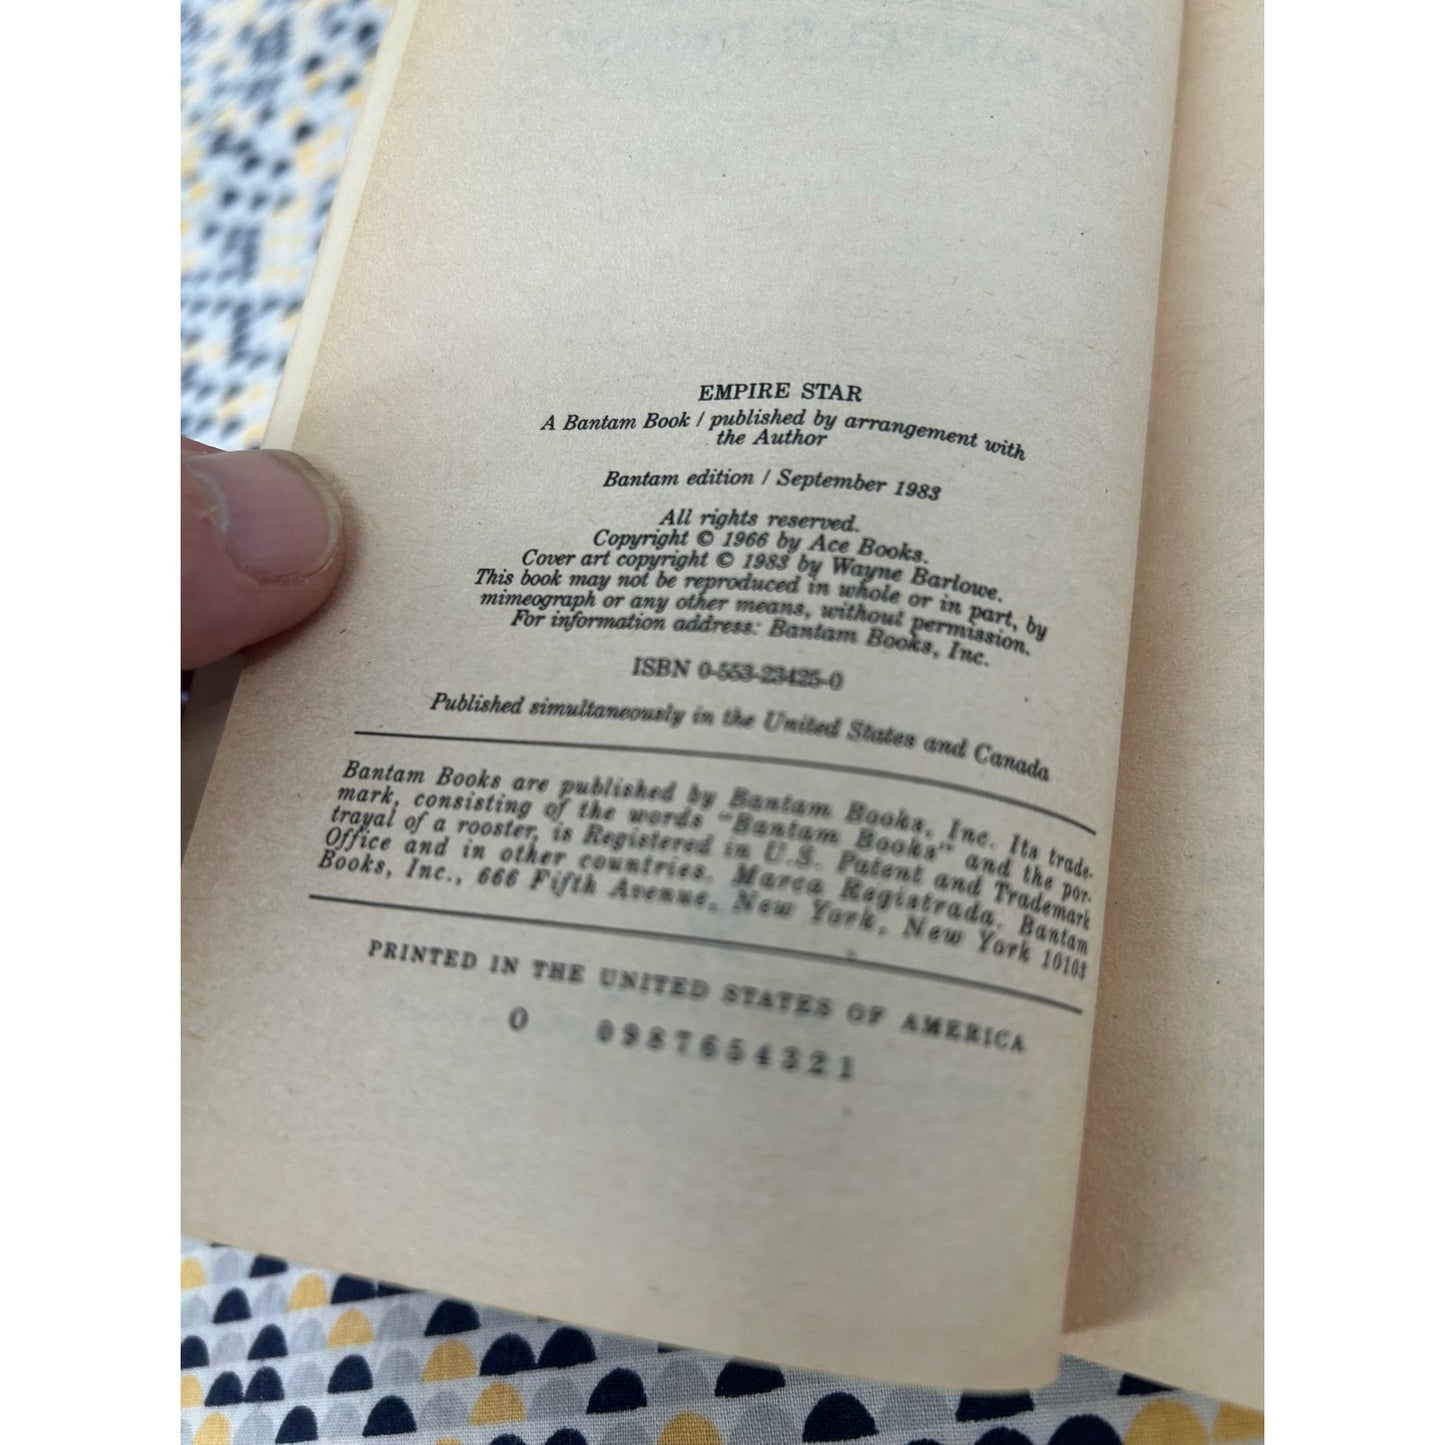 EMPIRE STAR
A Bantam Book / published by arrangement with
the Author
Bantam edition / September 1983
All rights reserved.
Copyright © 1966 by Ace Books.
Cover art copyright © 1983 by Wayne Barlowe.
This book may not be reproduced in whole or in part, by
mimeograph or any other means, without permission.
For information address: Bantam Books, Inc.
ISBN 0-553-23425-0
Published simultaneously in the United States and Canada
Bantam Books are published by Bantam Books, Inc. Its trade-
mark, consisting of the words "Bantam Books" and the por-
trayal of a rooster, is Registered in U.S. Patent and Trademark
Office and in other countries. Marca Registrada. Bantam
Books, Inc., 666 Fifth Avenue, New York, New York 10103
PRINTED IN THE UNITED STATES OF AMERICA
O 0987654321